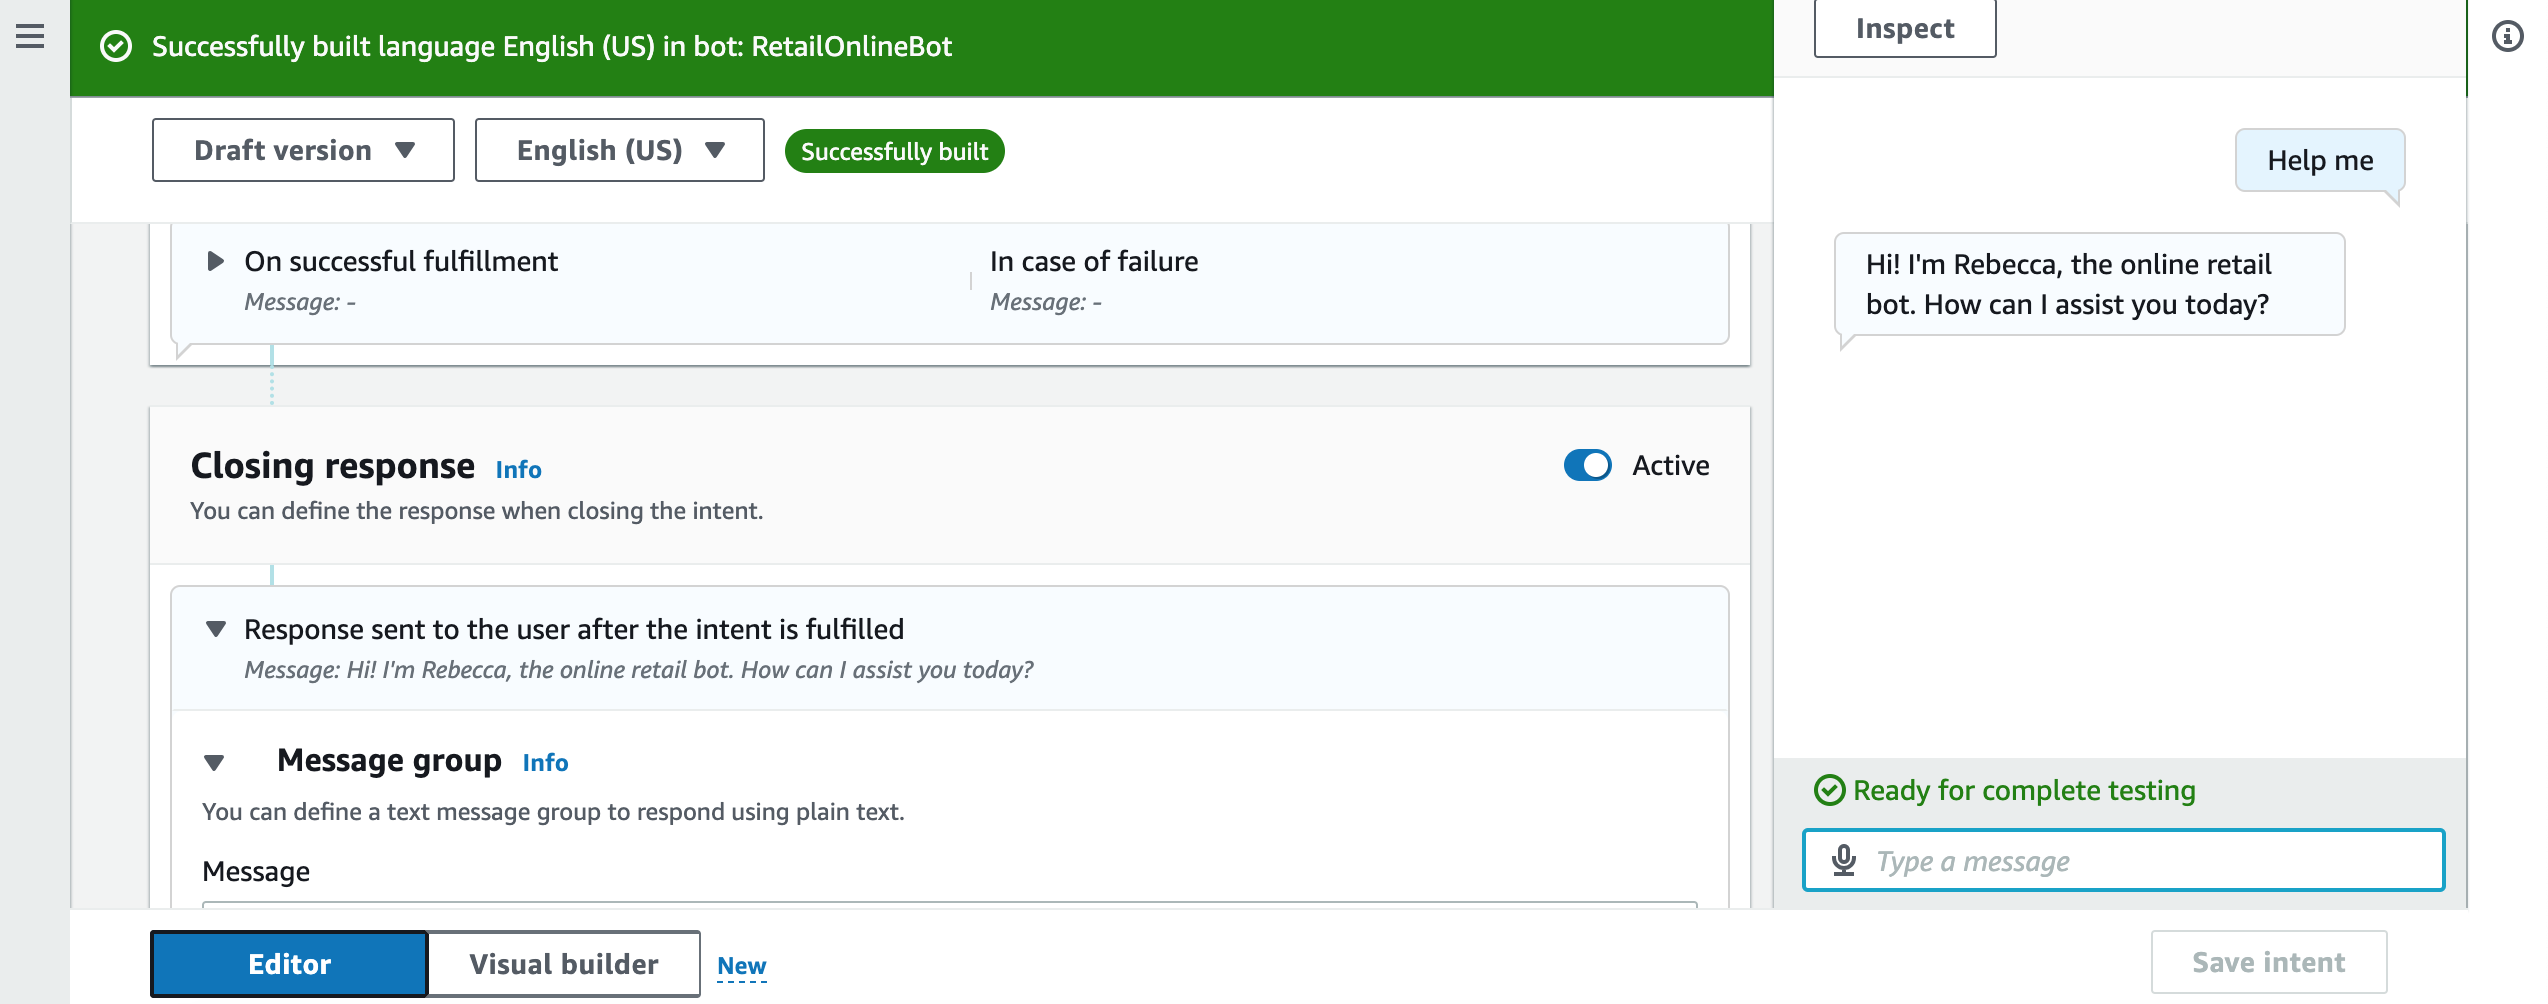 Successfully built language English (US) in bot: RetailOnlineBot
Draft version
English (US)
Successfully built
On successful fulfillment
Message: -
In case of failure
Message: -
Closing response Info
Active
You can define the response when closing the intent.
Response sent to the user after the intent is fulfilled
Message: Hi! I'm Rebecca, the online retail bot. How can I assist you today?
Message group Info
You can define a text message group to respond using plain text.
Message
Editor
Visual builder
New
Save intent
Inspect
Help me
Hi! I'm Rebecca, the online retail
bot. How can I assist you today?
Ready for complete testing
Type a message